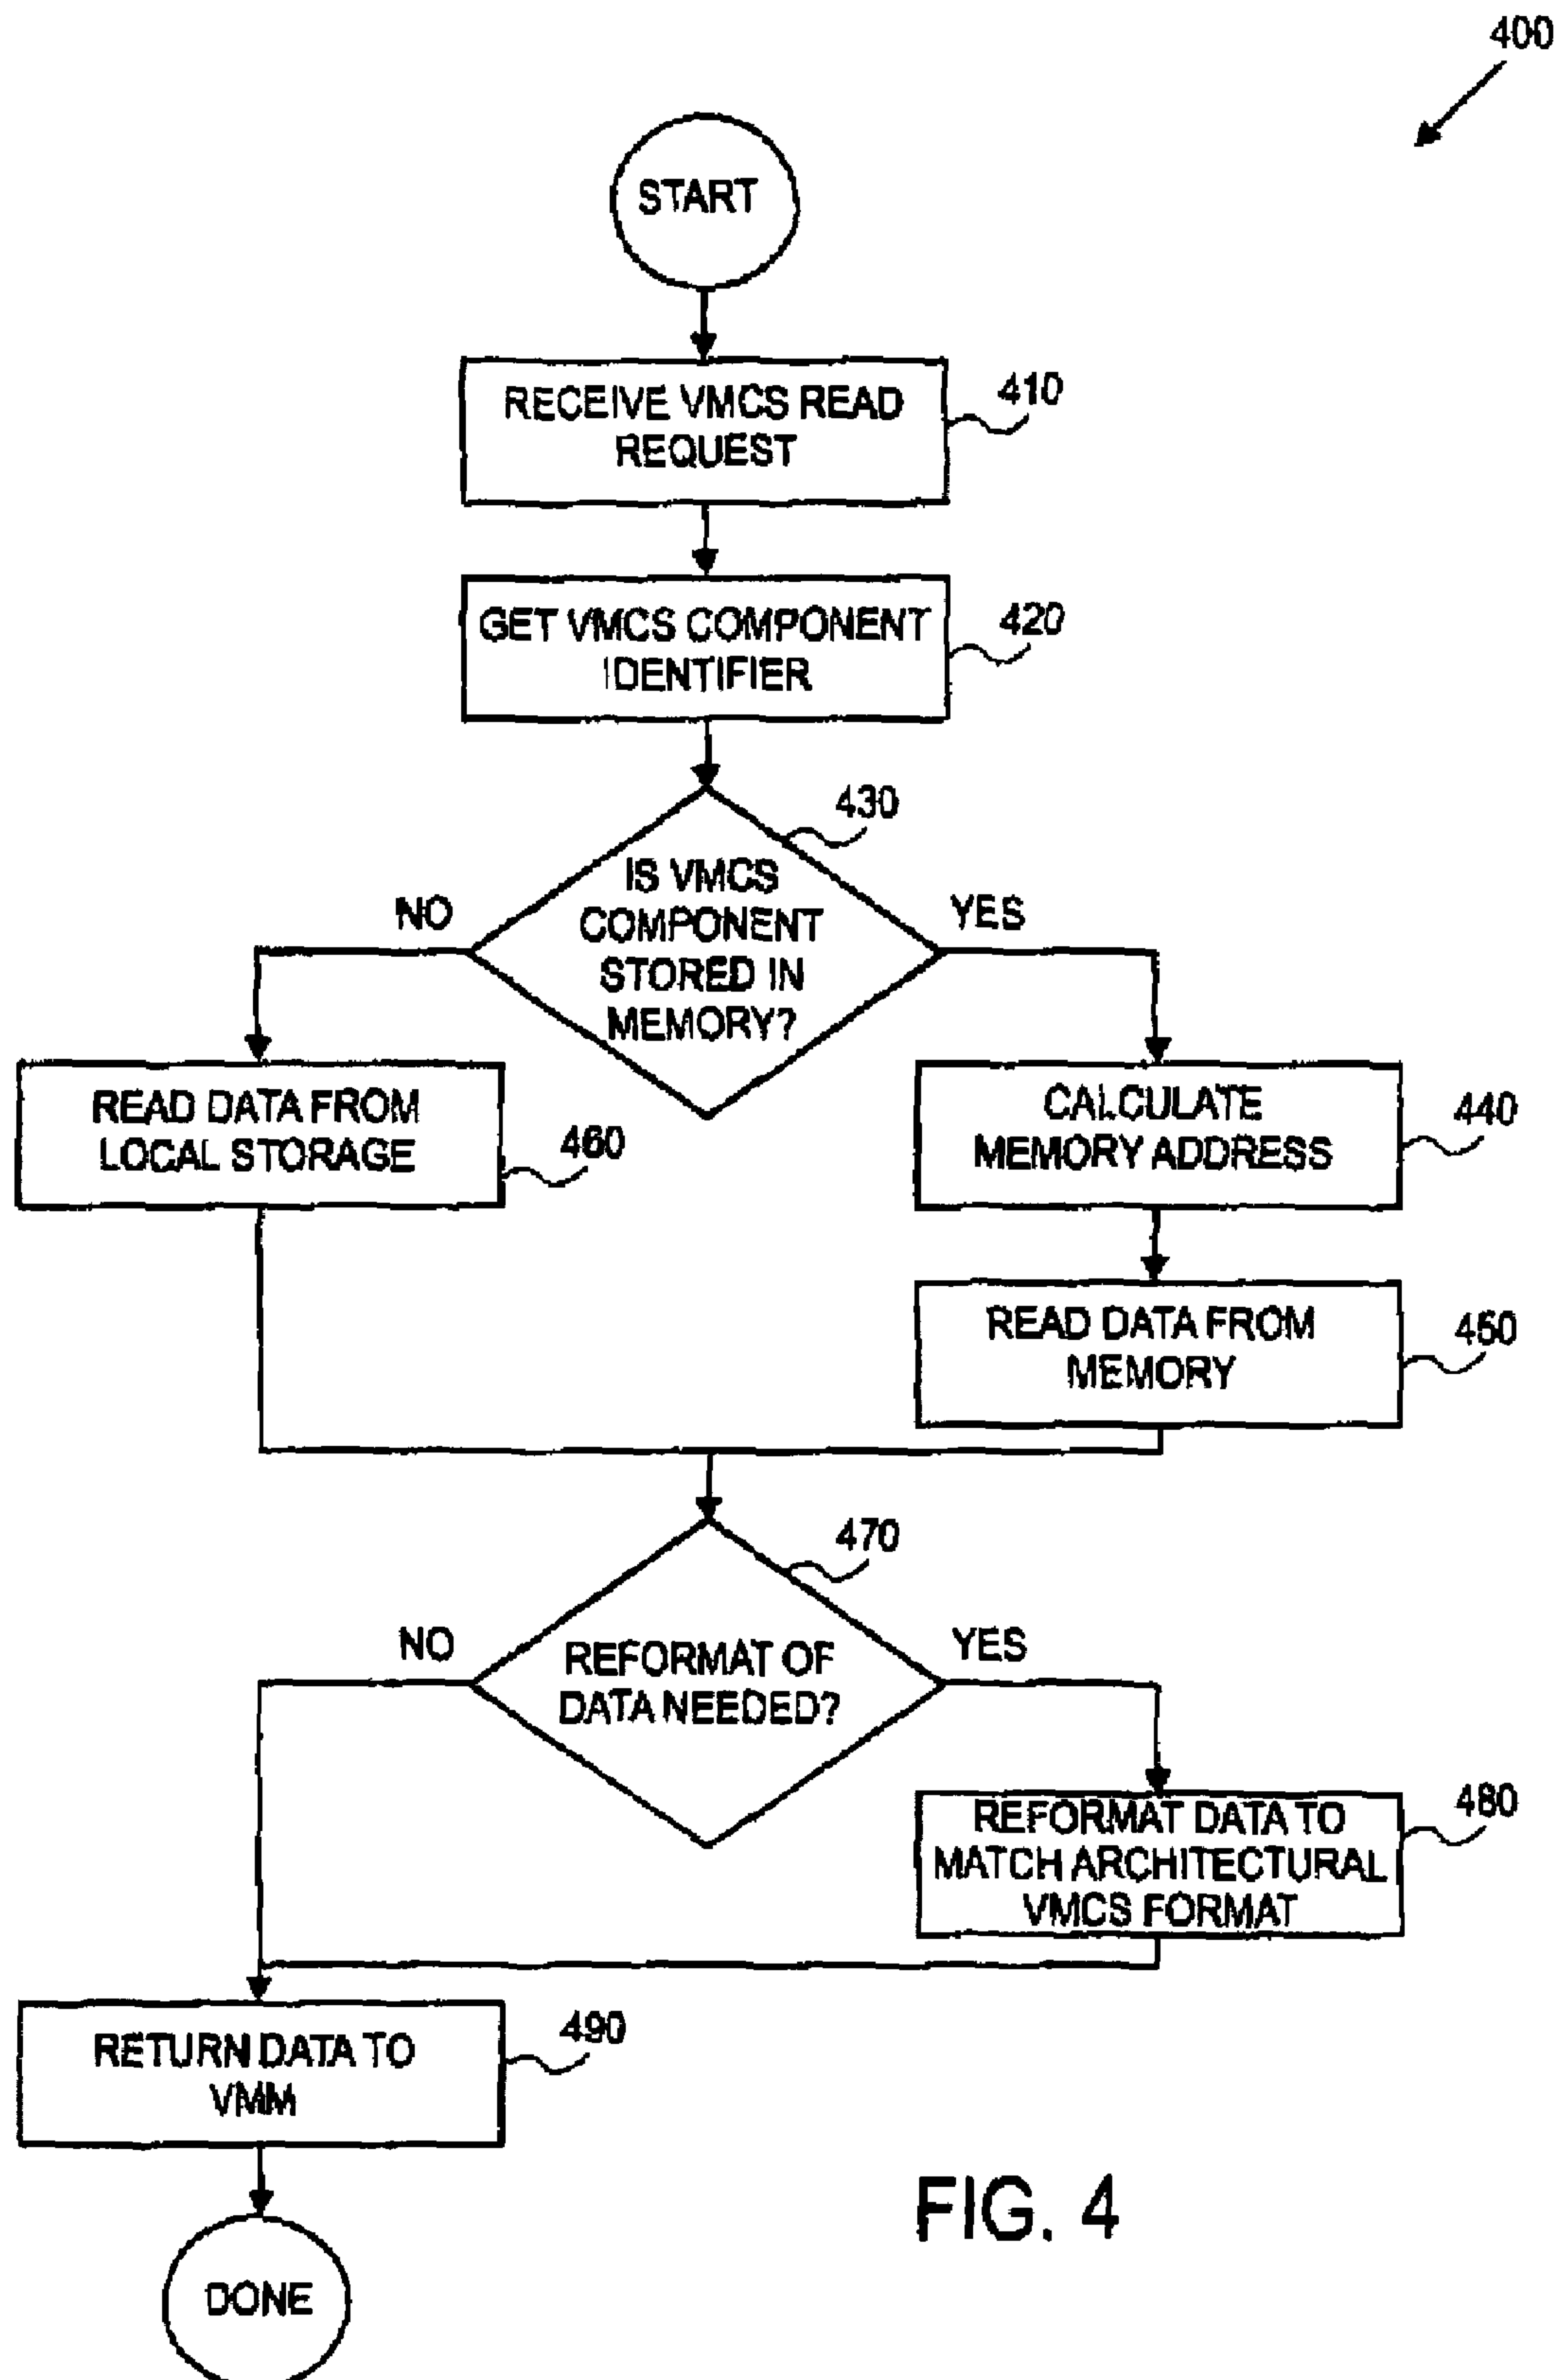 400
START
RECEIVE VMCS READ
REQUEST
410
GET VMCS COMPONENT
IDENTIFIER
420
430
IS VMCS
COMPONENT
STORED IN
MEMORY?
NO
YES
READ DATA FROM
LOCAL STORAGE
460
CALCULATE
MEMORY ADDRESS
440
READ DATA FROM
MEMORY
450
470
REFORMAT OF
DATA NEEDED?
NO
YES
REFORMAT DATA TO
MATCH ARCHITECTURAL
VMCS FORMAT
480
RETURN DATA TO
VMM
490
DONE
FIG. 4